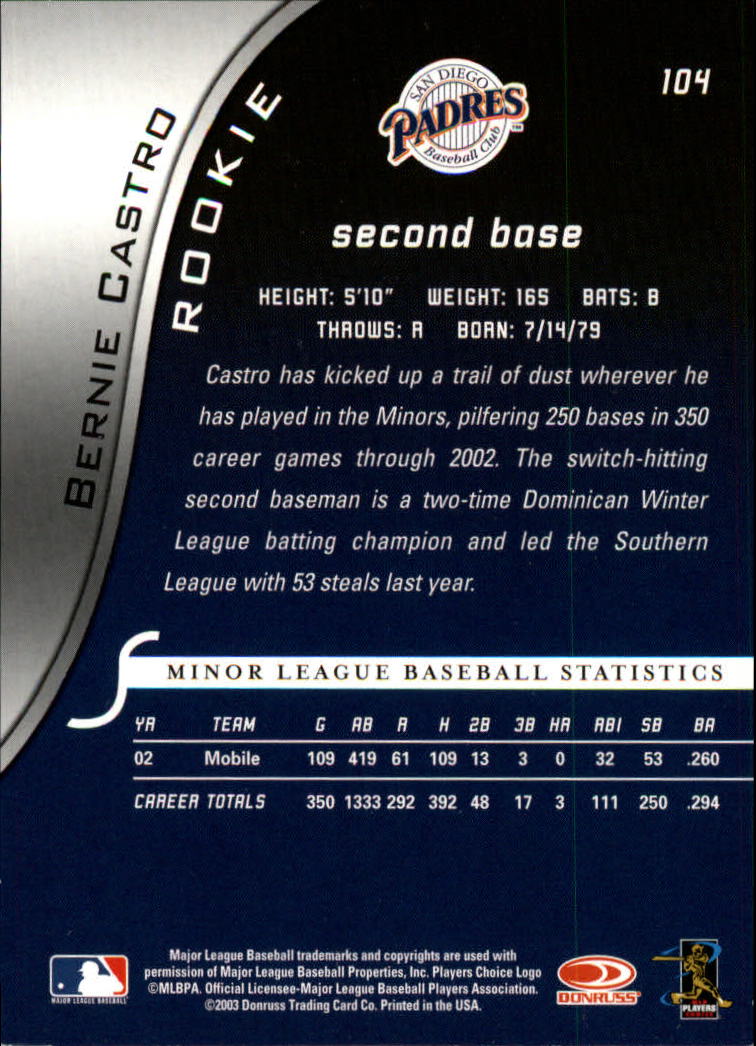 104
SAN DIEGO
PADRES
Baseball Club
TM
BERNIE CASTRO
ROOKIE
second base
HEIGHT: 5'10" WEIGHT: 165 BATS: B
THROWS: R BORN: 7/14/79
Castro has kicked up a trail of dust wherever he
has played in the Minors, pilfering 250 bases in 350
career games through 2002. The switch-hitting
second baseman is a two-time Dominican Winter
League batting champion and led the Southern
League with 53 steals last year.
MINOR LEAGUE BASEBALL STATISTICS
YR TEAM G AB R H 2B 3B HR RBI SB BA
02 Mobile 109 419 61 109 13 3 0 32 53 .260
CAREER TOTALS 350 1333 292 392 48 17 3 111 250 .294
Major League Baseball trademarks and copyrights are used with
permission of Major League Baseball Properties, Inc. Players Choice Logo
©MLBPA. Official Licensee-Major League Baseball Players Association.
©2003 Donruss Trading Card Co. Printed in the USA.
MAJOR LEAGUE BASEBALL
DONRUSS
PLAYERS
CHOICE